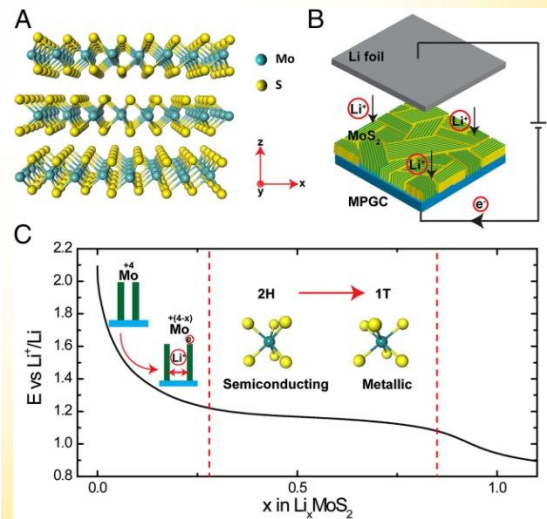 A
Mo
S
z
y
x
B
Li foil
Li⁺
Li⁺
MoS₂
Li⁺
MPGC
e⁻
C
E vs Li⁺/Li
2.2
2.0
1.8
1.6
1.4
1.2
1.0
0.8
+4
Mo
+(4-x)
Mo
e
Li⁺
2H
1T
Semiconducting
Metallic
0.0
0.5
1.0
x in LiₓMoS₂